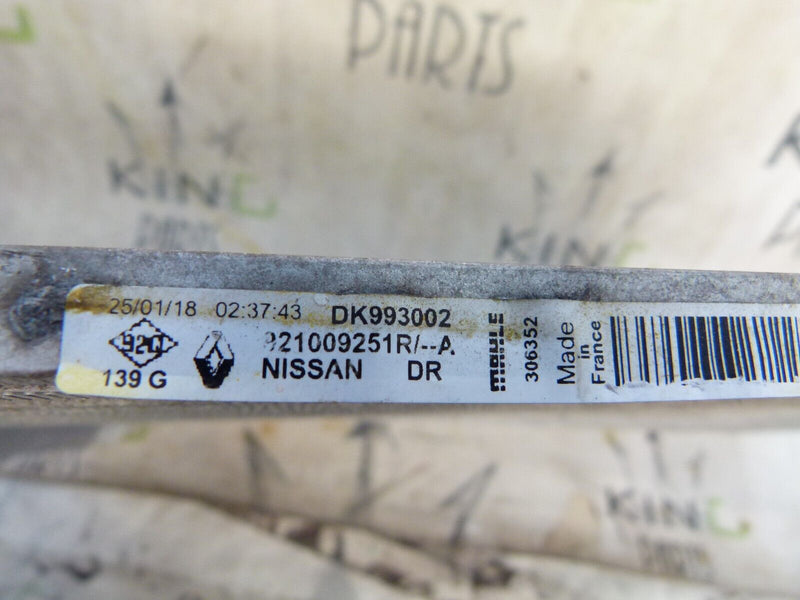 PARTS
KING
PARTS
KING
25/01/18 02:37:43 DK993002
921009251R/--A
139 G
NISSAN DR
MAHLE
306352
Made
in
France
KING